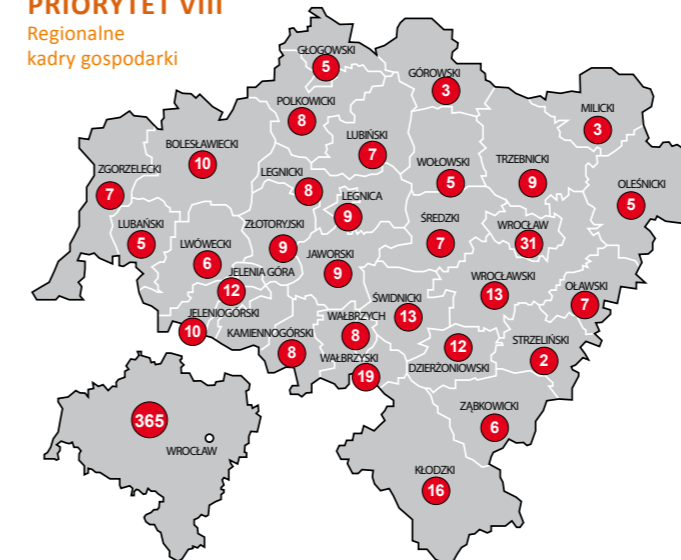 PRIORYTET VIII
Regionalne
kadry gospodarki
GŁOGOWSKI
5
GÓROWSKI
3
POLKOWICKI
8
MILICKI
3
LUBIŃSKI
7
BOLESŁAWIECKI
10
ZGORZELECKI
7
LEGNICKI
8
WOŁOWSKI
5
TRZEBNICKI
9
OLEŚNICKI
5
LEGNICA
9
LUBAŃSKI
5
LWÓWECKI
6
ZŁOTORYJSKI
9
ŚREDZKI
7
WROCŁAW
31
JAWORSKI
9
JELENIA GÓRA
12
WROCŁAWSKI
13
OŁAWSKI
7
ŚWIDNICKI
13
JELENIOGÓRSKI
10
KAMIENNOGÓRSKI
8
WAŁBRZYCH
8
WAŁBRZYSKI
19
12
DZIERŻONIOWSKI
STRZELIŃSKI
2
ZĄBKOWICKI
6
KŁODZKI
16
365
WROCŁAW